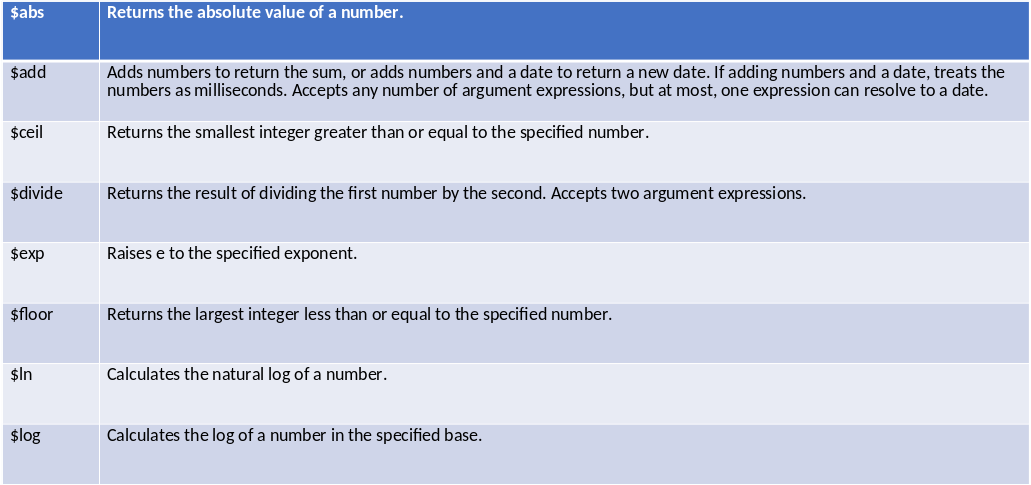 $abs Returns the absolute value of a number.
$add Adds numbers to return the sum, or adds numbers and a date to return a new date. If adding numbers and a date, treats the
numbers as milliseconds. Accepts any number of argument expressions, but at most, one expression can resolve to a date.
$ceil Returns the smallest integer greater than or equal to the specified number.
$divide Returns the result of dividing the first number by the second. Accepts two argument expressions.
$exp Raises e to the specified exponent.
$floor Returns the largest integer less than or equal to the specified number.
$ln Calculates the natural log of a number.
$log Calculates the log of a number in the specified base.